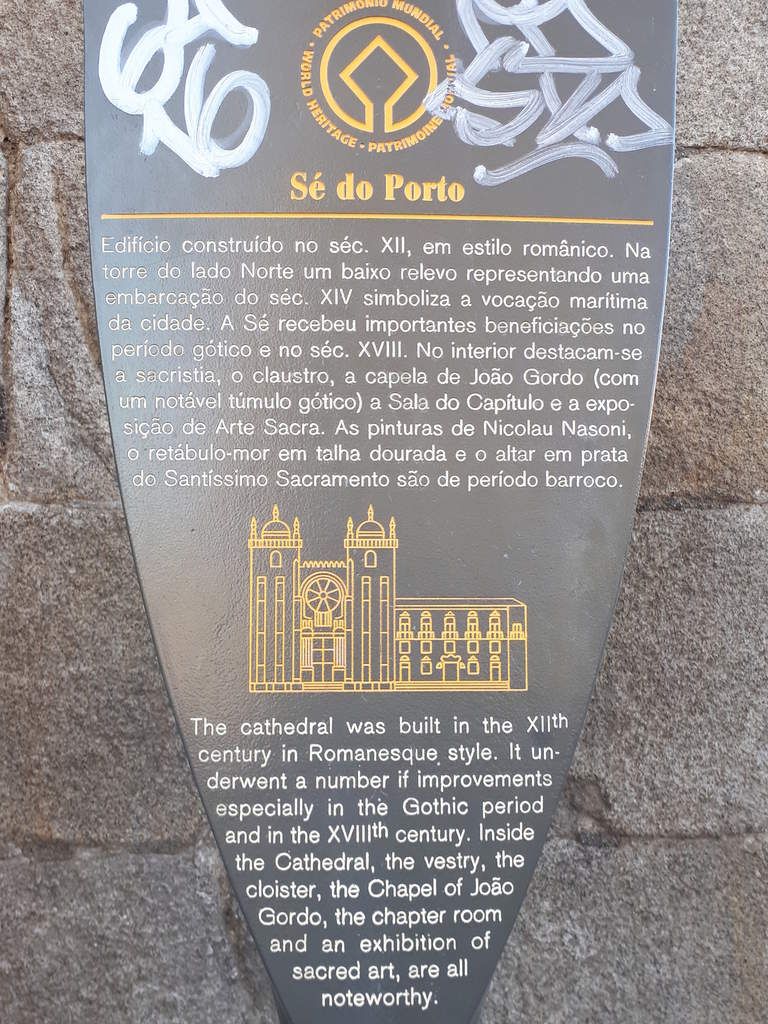 PATRIMÓNIO MUNDIAL · WORLD HERITAGE · PATRIMOINE MONDIAL
Sé do Porto
Edifício construído no séc. XII, em estilo românico. Na
torre do lado Norte um baixo relevo representando uma
embarcação do séc. XIV simboliza a vocação marítima
da cidade. A Sé recebeu importantes beneficiações no
período gótico e no séc. XVIII. No interior destacam-se
a sacristia, o claustro, a capela de João Gordo (com
um notável túmulo gótico) a Sala do Capítulo e a expo-
sição de Arte Sacra. As pinturas de Nicolau Nasoni,
o retábulo-mor em talha dourada e o altar em prata
do Santíssimo Sacramento são de período barroco.
The cathedral was built in the XIIth
century in Romanesque style. It un-
derwent a number if improvements
especially in the Gothic period
and in the XVIIIth century. Inside
the Cathedral, the vestry, the
cloister, the Chapel of João
Gordo, the chapter room
and an exhibition of
sacred art, are all
noteworthy.